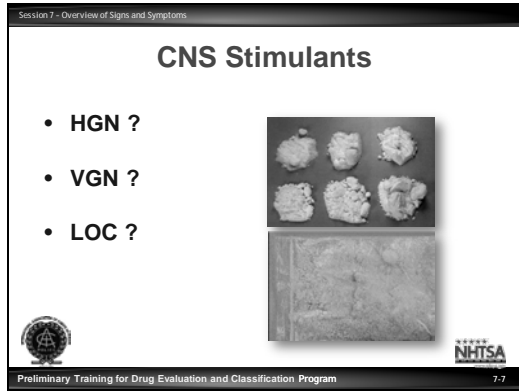 Session 7 - Overview of Signs and Symptoms
CNS Stimulants
• HGN ?
• VGN ?
• LOC ?
NHTSA
Preliminary Training for Drug Evaluation and Classification Program
7-7